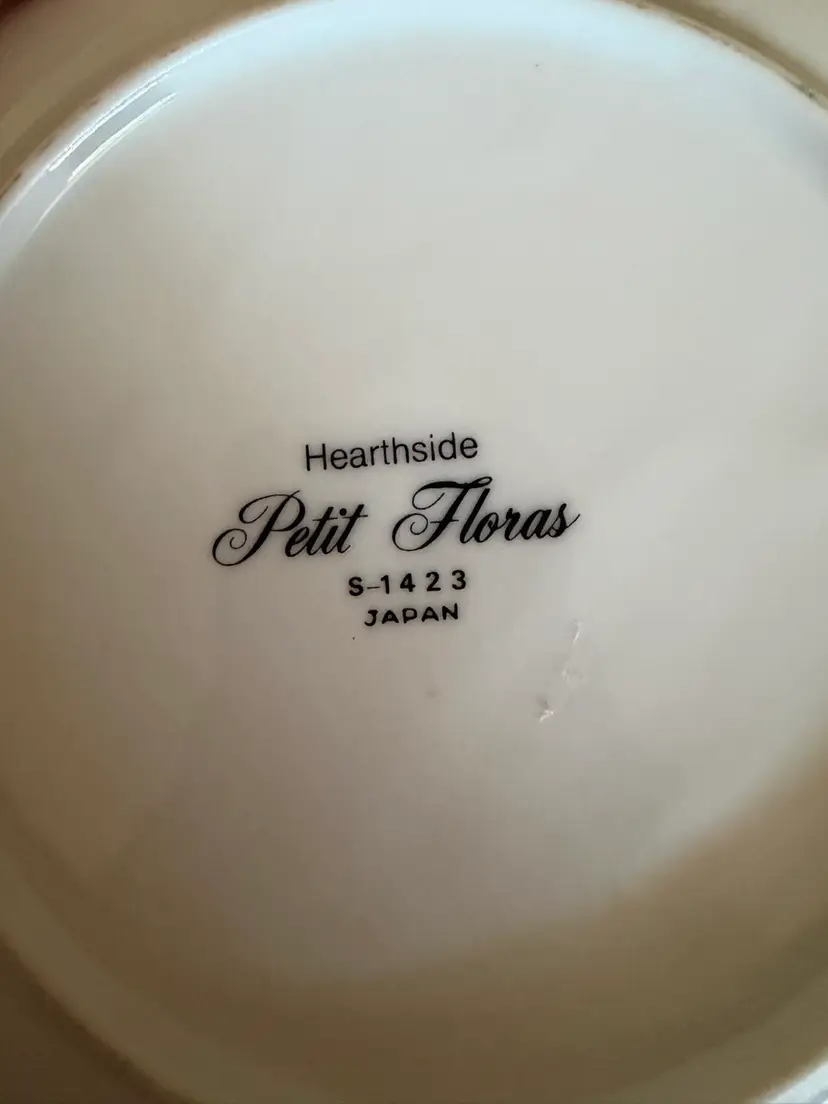 Hearthside
Petit Floras
S-1423
JAPAN